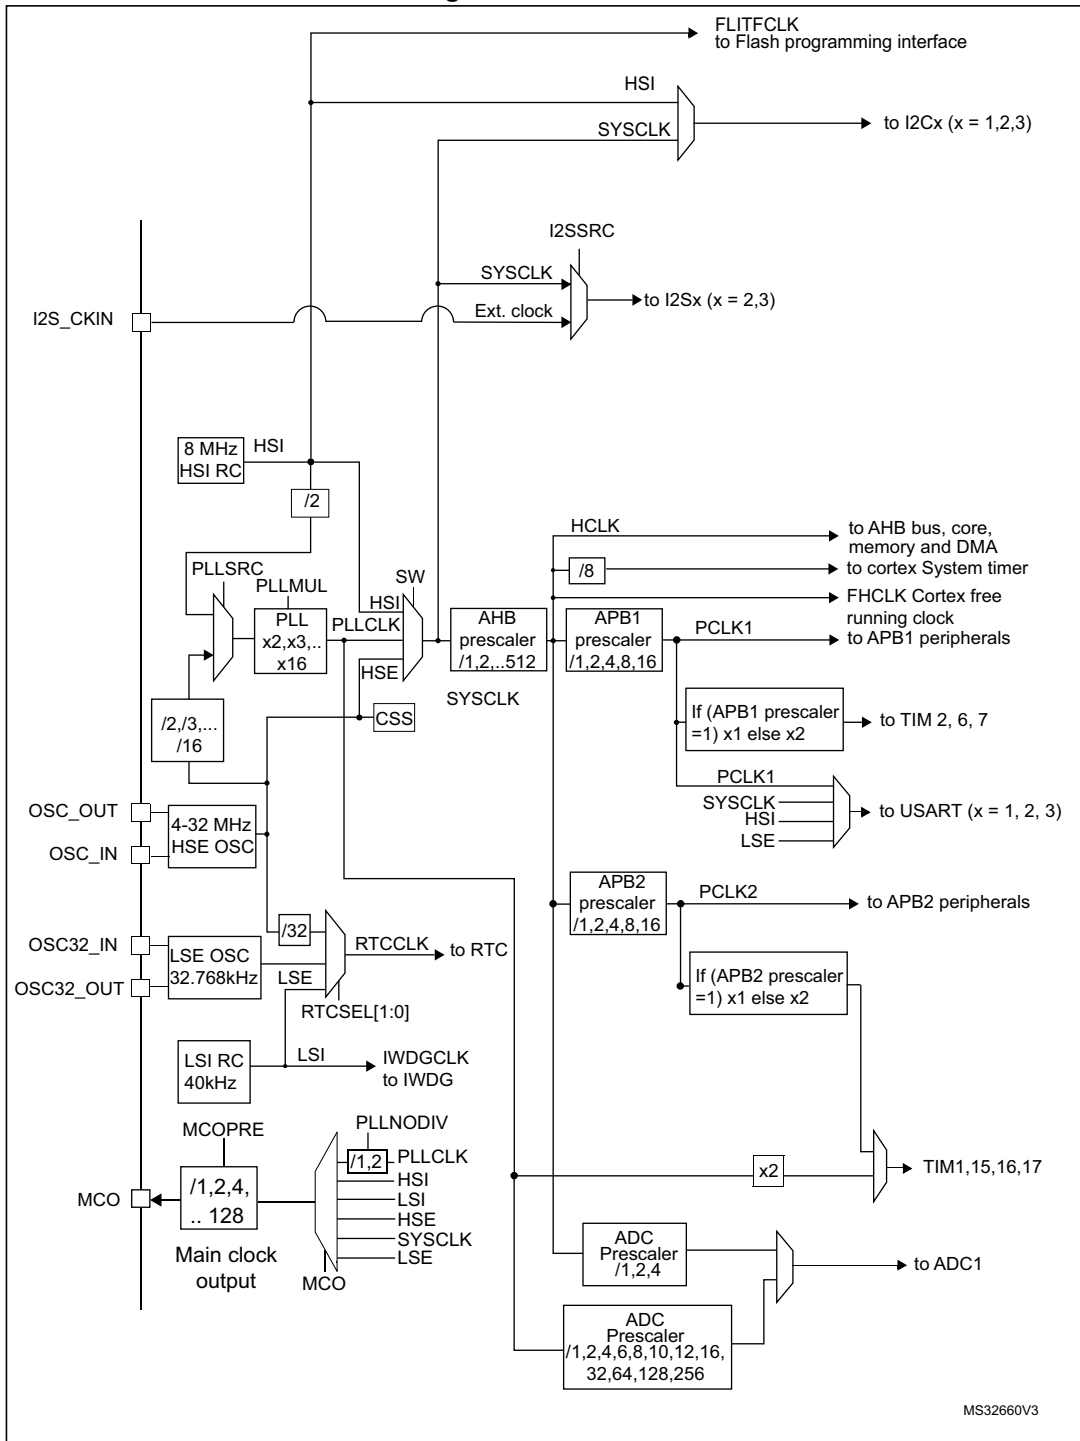 FLITFCLK
to Flash programming interface
HSI
SYSCLK
to I2Cx (x = 1,2,3)
I2SSRC
SYSCLK
Ext. clock
to I2Sx (x = 2,3)
I2S_CKIN
8 MHz
HSI RC
HSI
/2
PLLSRC
PLLMUL
PLL
x2,x3,..
x16
PLLCLK
HSI
HSE
SW
AHB
prescaler
/1,2,..512
SYSCLK
APB1
prescaler
/1,2,4,8,16
HCLK
to AHB bus, core,
memory and DMA
/8
to cortex System timer
FHCLK Cortex free
running clock
PCLK1
to APB1 peripherals
/2,/3,...
/16
CSS
If (APB1 prescaler
=1) x1 else x2
to TIM 2, 6, 7
PCLK1
SYSCLK
HSI
LSE
to USART (x = 1, 2, 3)
OSC_OUT
OSC_IN
4-32 MHz
HSE OSC
APB2
prescaler
/1,2,4,8,16
PCLK2
to APB2 peripherals
/32
OSC32_IN
OSC32_OUT
LSE OSC
32.768kHz
LSE
RTCCLK
to RTC
RTCSEL[1:0]
If (APB2 prescaler
=1) x1 else x2
LSI RC
40kHz
LSI
IWDGCLK
to IWDG
MCOPRE
PLLNODIV
/1,2
PLLCLK
HSI
LSI
HSE
SYSCLK
LSE
MCO
/1,2,4,
.. 128
Main clock
output
MCO
x2
TIM1,15,16,17
ADC
Prescaler
/1,2,4
to ADC1
ADC
Prescaler
/1,2,4,6,8,10,12,16,
32,64,128,256
MS32660V3